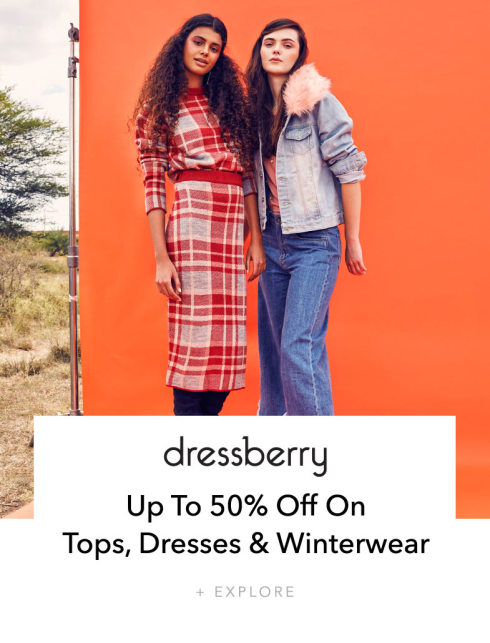 dressberry
Up To 50% Off On
Tops, Dresses & Winterwear
+ EXPLORE